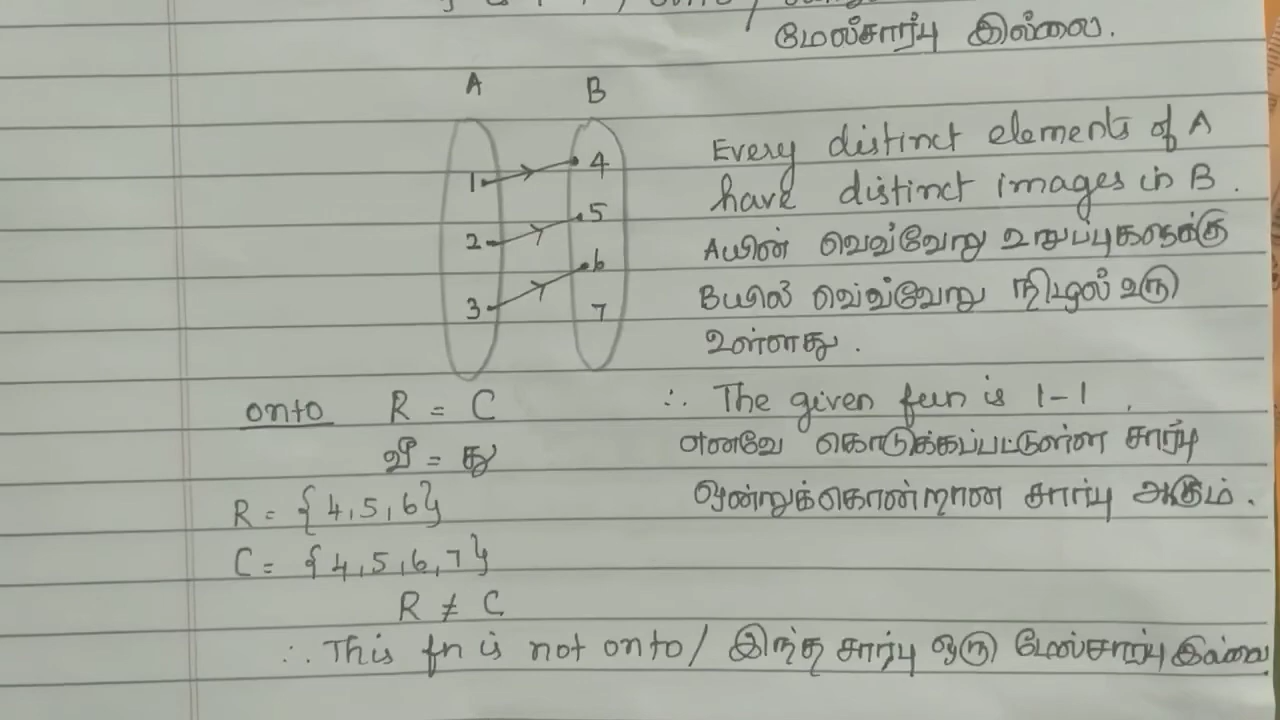 மேல்சார்பு இல்லை.
A B
1 4
2 5
3 6
7
Every distinct elements of A
have distinct images in B.
Aயின் வெவ்வேறு உறுப்புகளுக்கு
Bயில் வெவ்வேறு நிழல் உரு
உள்ளது.
∴ The given fun is 1-1.
எனவே கொடுக்கப்பட்டுள்ள சார்பு
ஒன்றுக்கொன்றான சார்பு ஆகும்.
onto R = C
வீ = து
R = {4,5,6}
C = {4,5,6,7}
R ≠ C
∴ This fn is not onto / இந்த சார்பு ஒரு மேல்சார்பு இல்லை